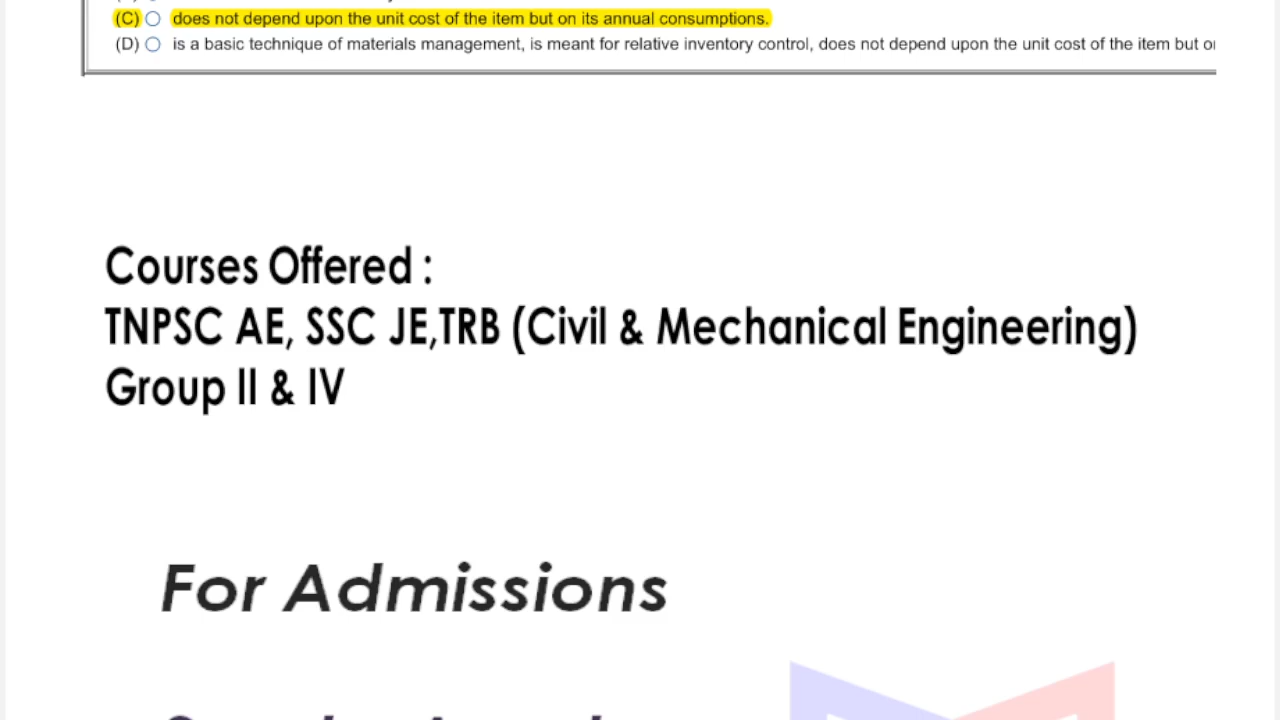 (C) does not depend upon the unit cost of the item but on its annual consumptions.
(D) is a basic technique of materials management, is meant for relative inventory control, does not depend upon the unit cost of the item but
Courses Offered :
TNPSC AE, SSC JE,TRB (Civil & Mechanical Engineering)
Group II & IV
For Admissions